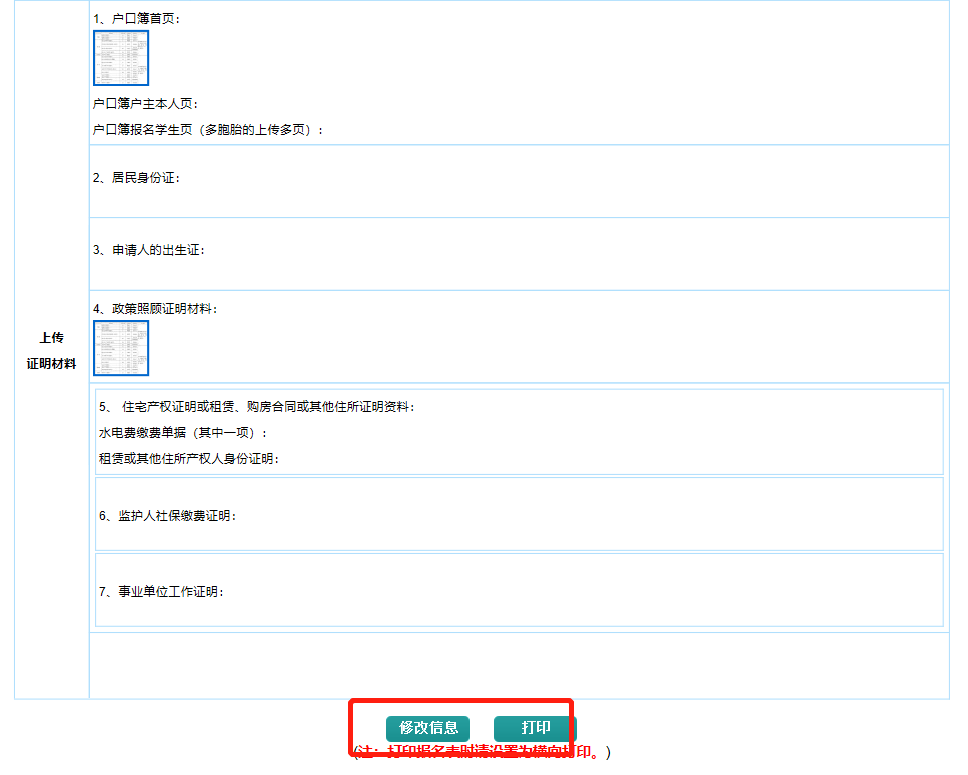 1、户口簿首页：
户口簿户主本人页：
户口簿报名学生页（多胞胎的上传多页）：
2、居民身份证：
3、申请人的出生证：
4、政策照顾证明材料：
上传
证明材料
5、 住宅产权证明或租赁、购房合同或其他住所证明资料：
水电费缴费单据（其中一项）：
租赁或其他住所产权人身份证明：
6、监护人社保缴费证明：
7、事业单位工作证明：
修改信息 打印
(注：打印报名表时请设置为横向打印。)